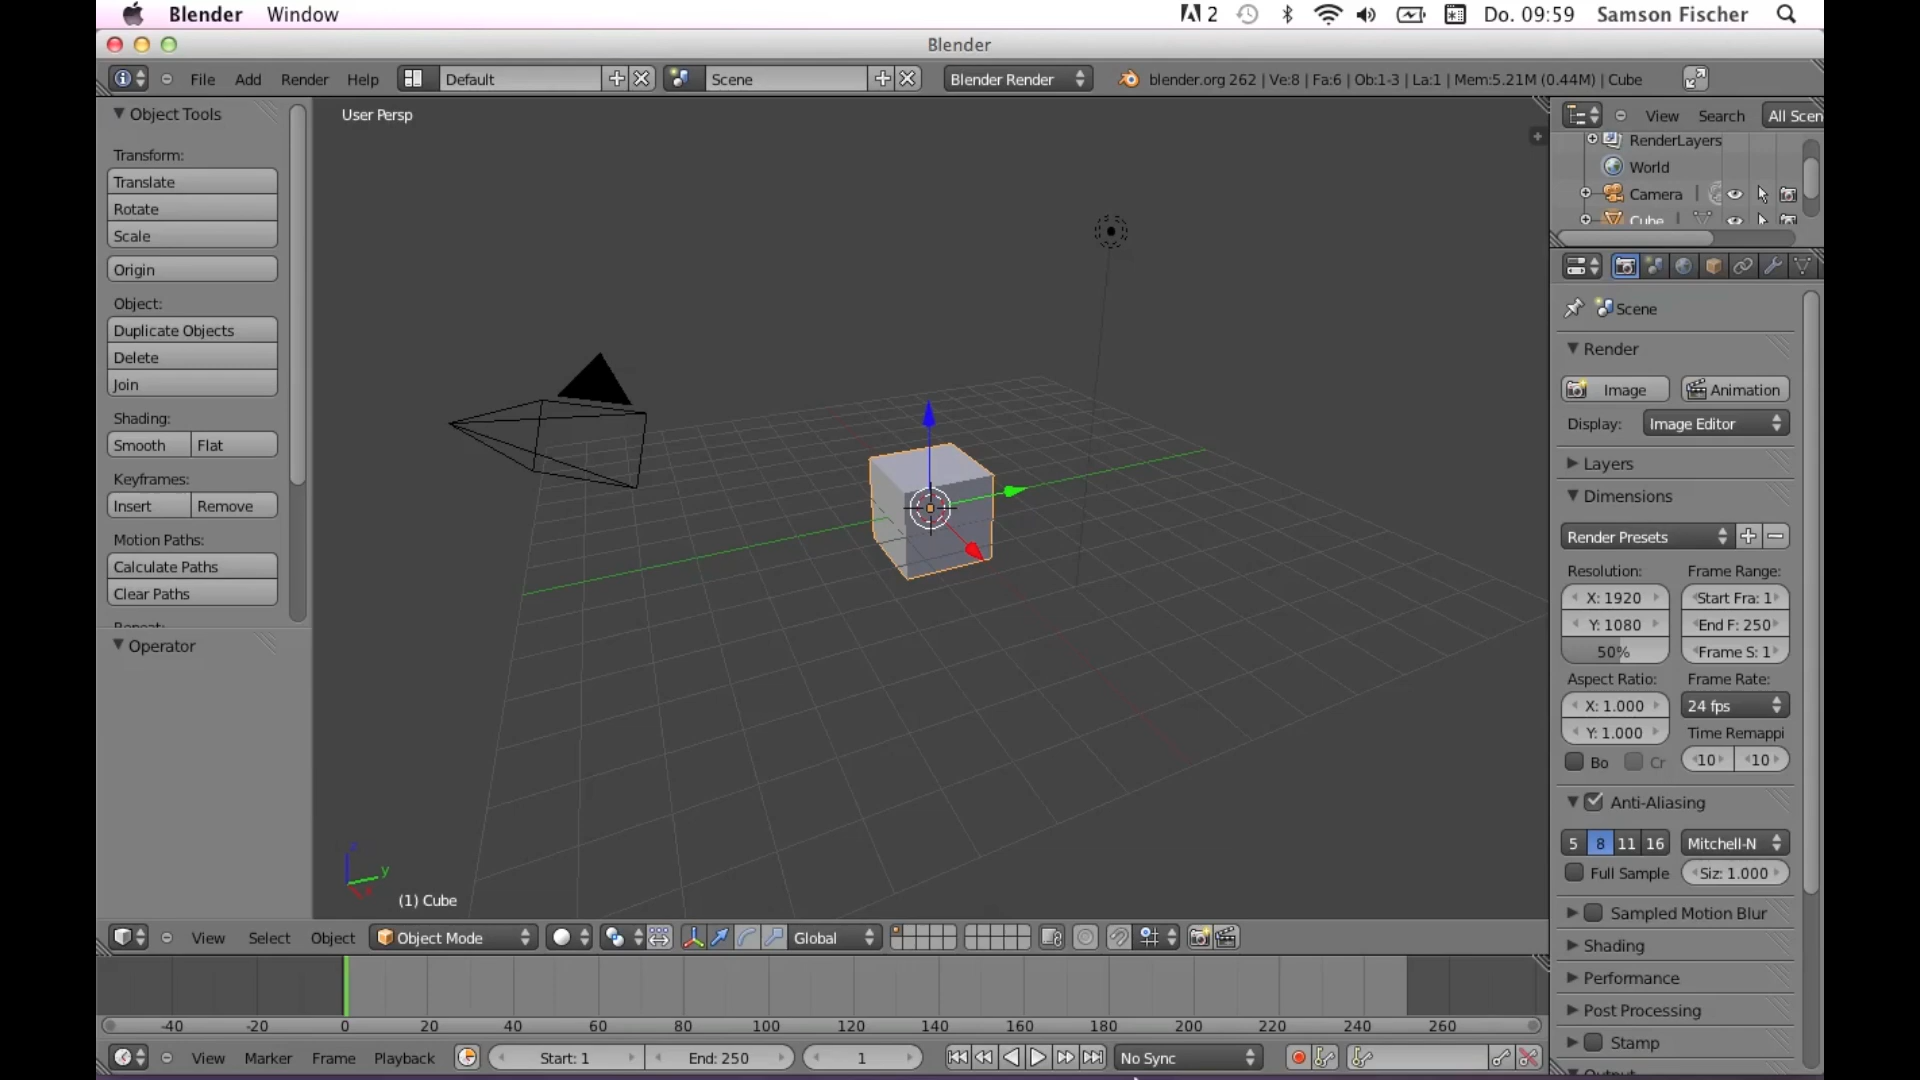 Blender Window 2 Do. 09:59 Samson Fischer
Blender
File Add Render Help Default Scene Blender Render blender.org 262 | Ve:8 | Fa:6 | Ob:1-3 | La:1 | Mem:5.21M (0.44M) | Cube
Object Tools
Transform:
Translate
Rotate
Scale
Origin
Object:
Duplicate Objects
Delete
Join
Shading:
Smooth Flat
Keyframes:
Insert Remove
Motion Paths:
Calculate Paths
Clear Paths
Repeat:
Operator
User Persp
z
y
x
(1) Cube
View Search All Scen
RenderLayers
World
Camera
Cube
Scene
Render
Image Animation
Display: Image Editor
Layers
Dimensions
Render Presets
Resolution: Frame Range:
X: 1920 Start Fra: 1
Y: 1080 End F: 250
50% Frame S: 1
Aspect Ratio: Frame Rate:
X: 1.000 24 fps
Y: 1.000 Time Remappi
Bo Cr 10 10
Anti-Aliasing
5 8 11 16 Mitchell-N
Full Sample Siz: 1.000
Sampled Motion Blur
Shading
Performance
Post Processing
Stamp
Output
View Select Object Object Mode Global
-40 -20 0 20 40 60 80 100 120 140 160 180 200 220 240 260
View Marker Frame Playback Start: 1 End: 250 1 No Sync